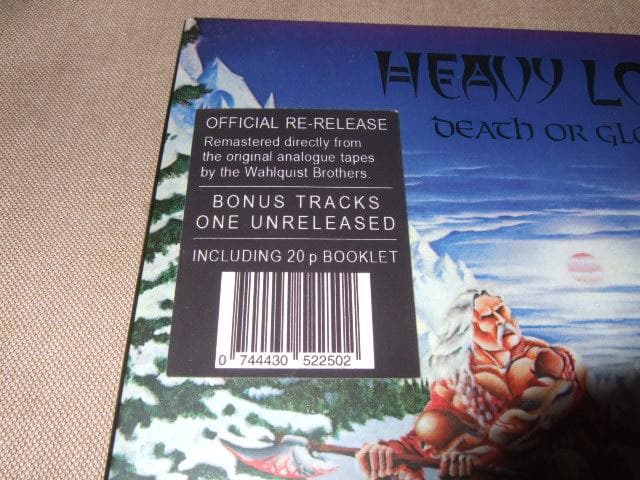 HEAVY LO
DEATH OR GLO
OFFICIAL RE-RELEASE
Remastered directly from
the original analogue tapes
by the Wahlquist Brothers.
BONUS TRACKS
ONE UNRELEASED
INCLUDING 20 p BOOKLET
0 744430 522502